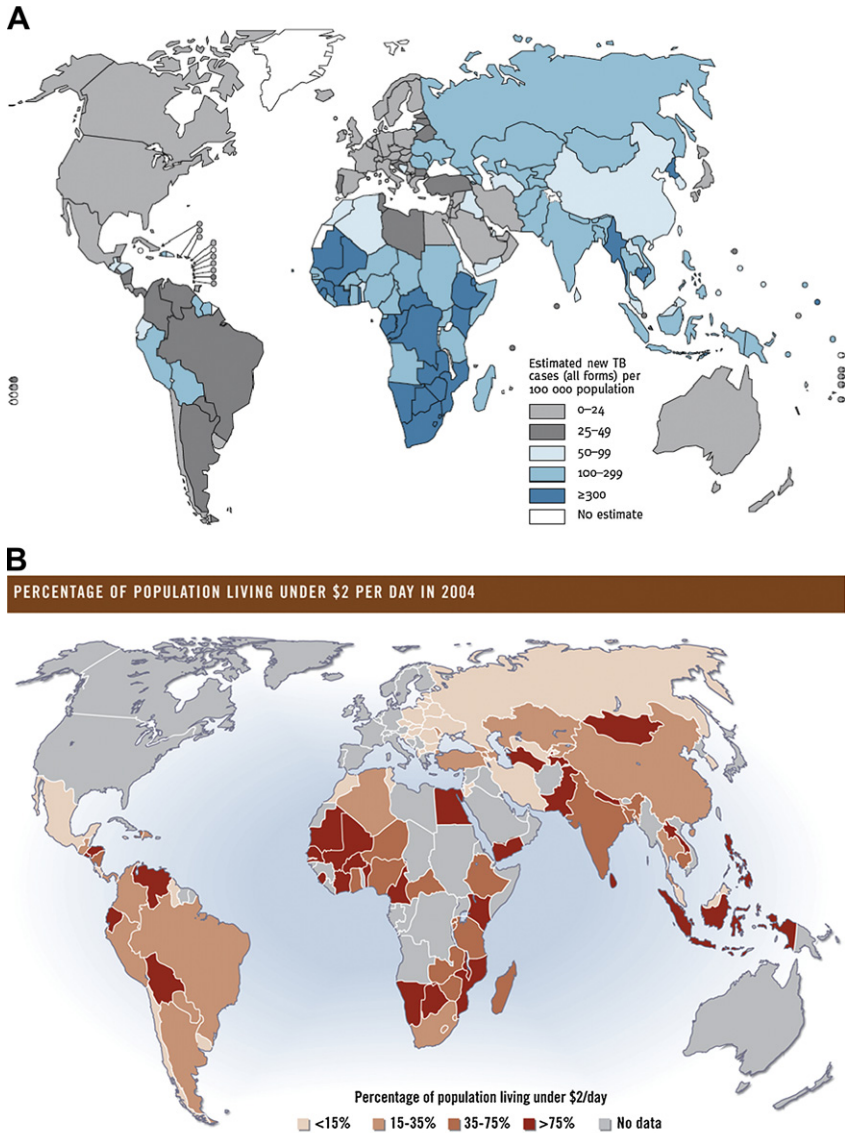 A
Estimated new TB
cases (all forms) per
100 000 population
0–24
25–49
50–99
100–299
≥300
No estimate
B
PERCENTAGE OF POPULATION LIVING UNDER $2 PER DAY IN 2004
Percentage of population living under $2/day
<15% 15-35% 35-75% >75% No data